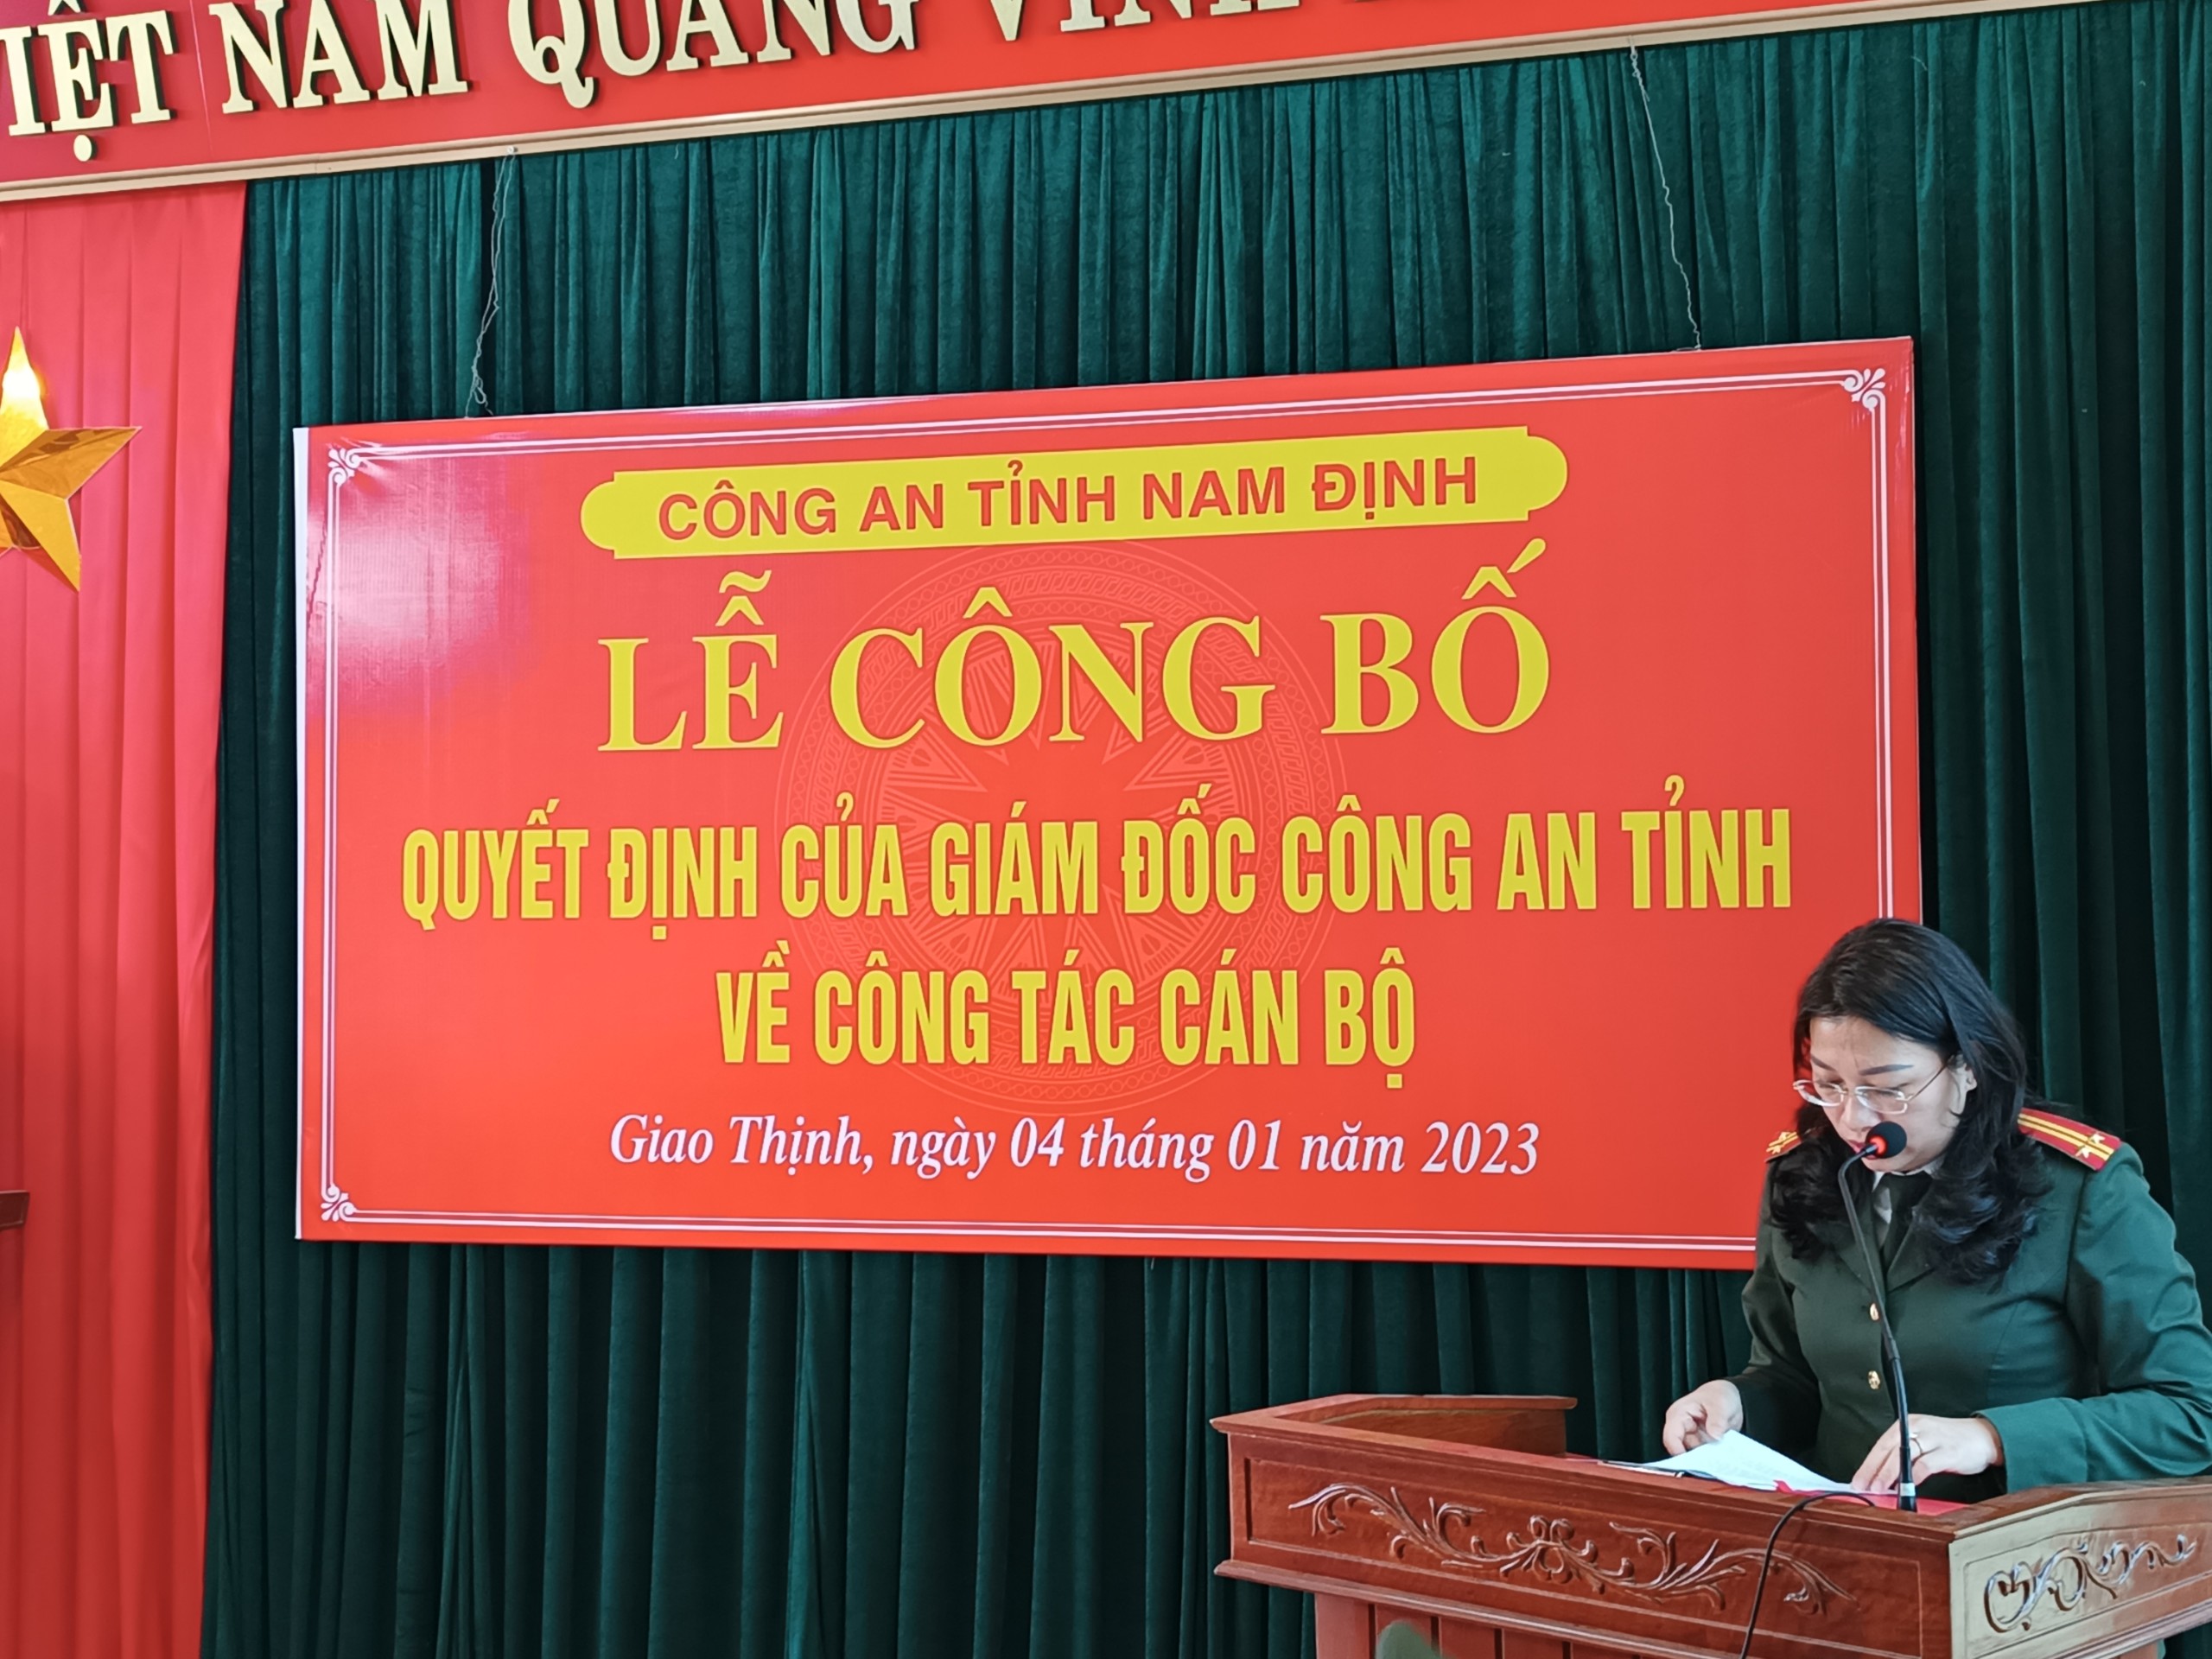 VIỆT NAM QUANG VINH
CÔNG AN TỈNH NAM ĐỊNH
LỄ CÔNG BỐ
QUYẾT ĐỊNH CỦA GIÁM ĐỐC CÔNG AN TỈNH
VỀ CÔNG TÁC CÁN BỘ
Giao Thịnh, ngày 04 tháng 01 năm 2023